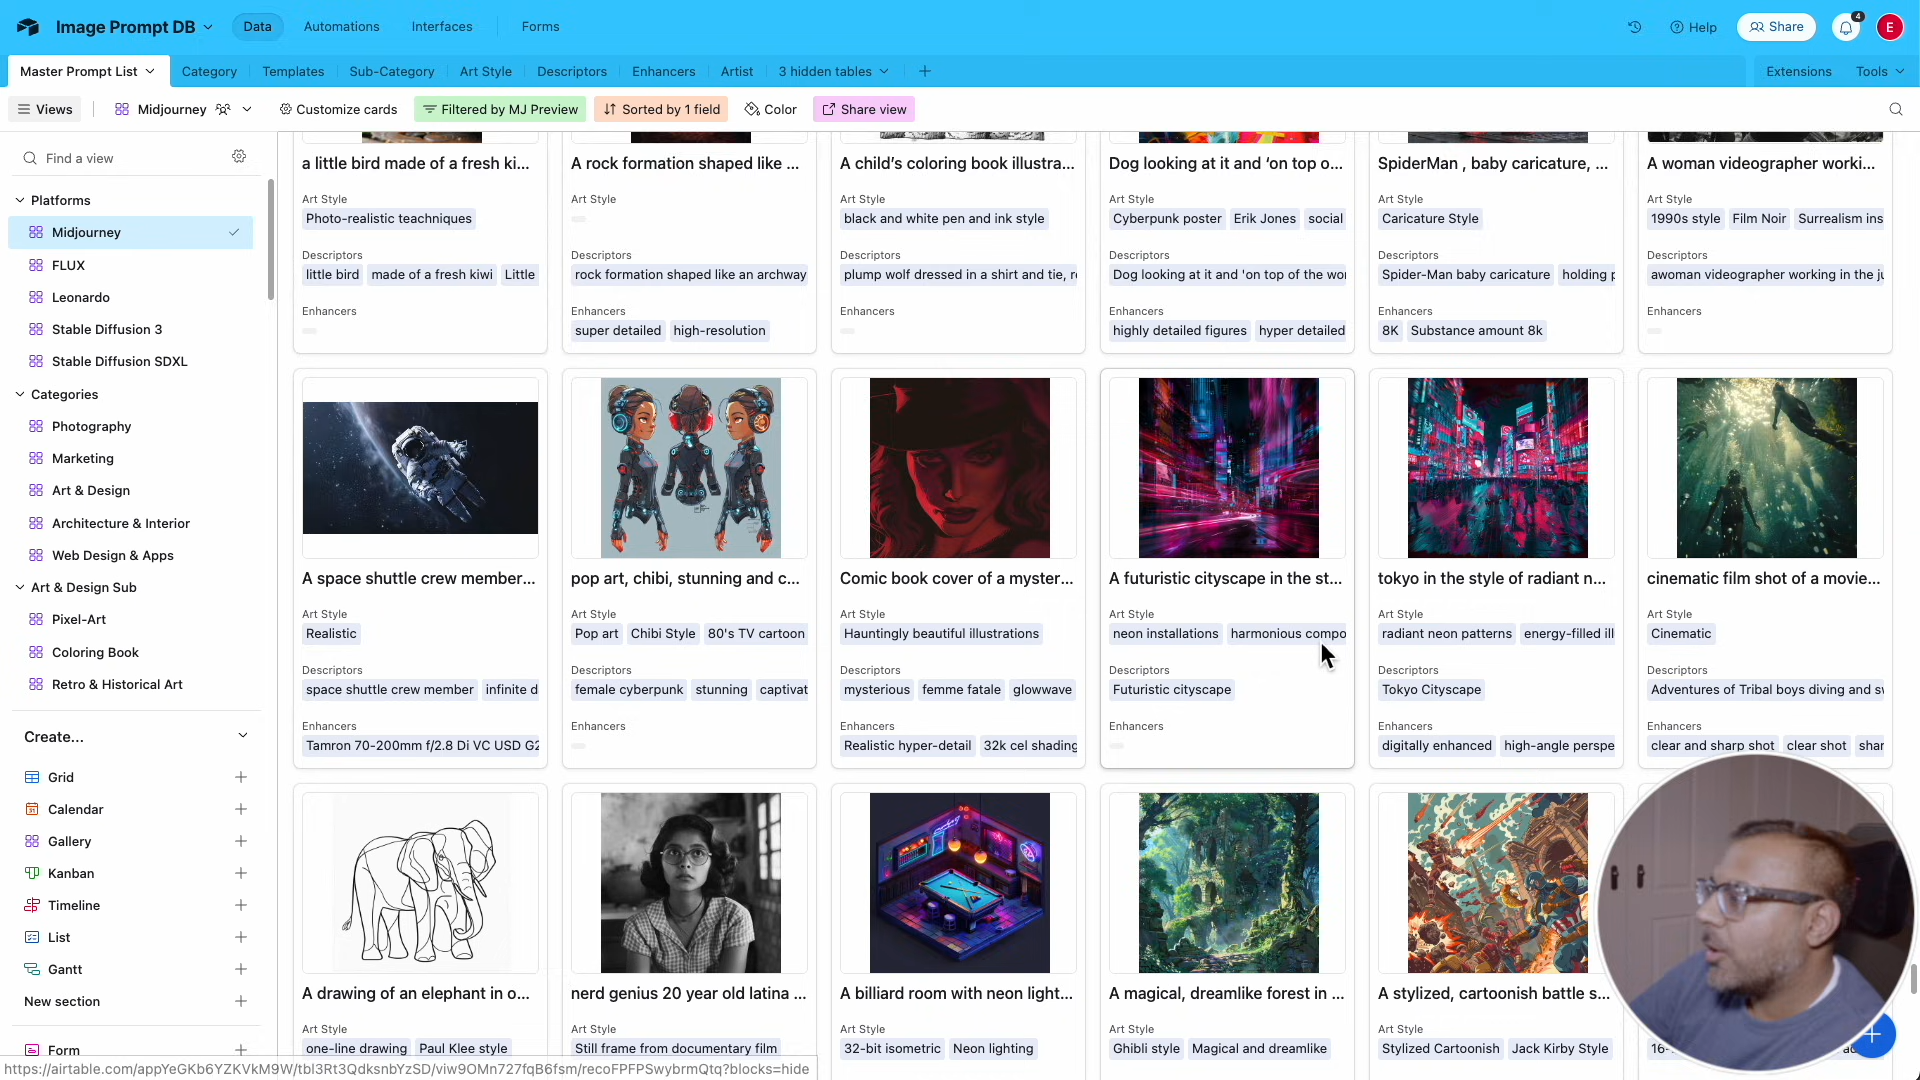 Image Prompt DB
Data
Automations
Interfaces
Forms
Help
Share
4
E
Master Prompt List
Category
Templates
Sub-Category
Art Style
Descriptors
Enhancers
Artist
3 hidden tables
Extensions
Tools
Views
Midjourney
Customize cards
Filtered by MJ Preview
Sorted by 1 field
Color
Share view
Find a view
Platforms
Midjourney
FLUX
Leonardo
Stable Diffusion 3
Stable Diffusion SDXL
Categories
Photography
Marketing
Art & Design
Architecture & Interior
Web Design & Apps
Art & Design Sub
Pixel-Art
Coloring Book
Retro & Historical Art
Create...
Grid
Calendar
Gallery
Kanban
Timeline
List
Gantt
New section
Form
a little bird made of a fresh ki...
Art Style
Photo-realistic teachniques
Descriptors
little bird made of a fresh kiwi Little
Enhancers
A rock formation shaped like ...
Art Style
Descriptors
rock formation shaped like an archway
Enhancers
super detailed high-resolution
A child's coloring book illustra...
Art Style
black and white pen and ink style
Descriptors
plump wolf dressed in a shirt and tie, r
Enhancers
Dog looking at it and ‘on top o...
Art Style
Cyberpunk poster Erik Jones social
Descriptors
Dog looking at it and 'on top of the wor
Enhancers
highly detailed figures hyper detailed
SpiderMan , baby caricature, ...
Art Style
Caricature Style
Descriptors
Spider-Man baby caricature holding p
Enhancers
8K Substance amount 8k
A woman videographer worki...
Art Style
1990s style Film Noir Surrealism ins
Descriptors
awoman videographer working in the ju
Enhancers
A space shuttle crew member...
Art Style
Realistic
Descriptors
space shuttle crew member infinite d
Enhancers
Tamron 70-200mm f/2.8 Di VC USD G2
pop art, chibi, stunning and c...
Art Style
Pop art Chibi Style 80's TV cartoon
Descriptors
female cyberpunk stunning captivat
Enhancers
Comic book cover of a myster...
Art Style
Hauntingly beautiful illustrations
Descriptors
mysterious femme fatale glowwave
Enhancers
Realistic hyper-detail 32k cel shading
A futuristic cityscape in the st...
Art Style
neon installations harmonious compo
Descriptors
Futuristic cityscape
Enhancers
tokyo in the style of radiant n...
Art Style
radiant neon patterns energy-filled ill
Descriptors
Tokyo Cityscape
Enhancers
digitally enhanced high-angle perspe
cinematic film shot of a movie...
Art Style
Cinematic
Descriptors
Adventures of Tribal boys diving and sw
Enhancers
clear and sharp shot clear shot shar
A drawing of an elephant in o...
Art Style
one-line drawing Paul Klee style
nerd genius 20 year old latina ...
Art Style
Still frame from documentary film
A billiard room with neon light...
Art Style
32-bit isometric Neon lighting
A magical, dreamlike forest in ...
Art Style
Ghibli style Magical and dreamlike
A stylized, cartoonish battle s...
Art Style
Stylized Cartoonish Jack Kirby Style
16-
https://airtable.com/appYeGKb6YZKVkM9W/tbl3Rt3QdksnbYzSD/viw9OMn727fqB6fsm/recoFPFPSwybrmQtq?blocks=hide